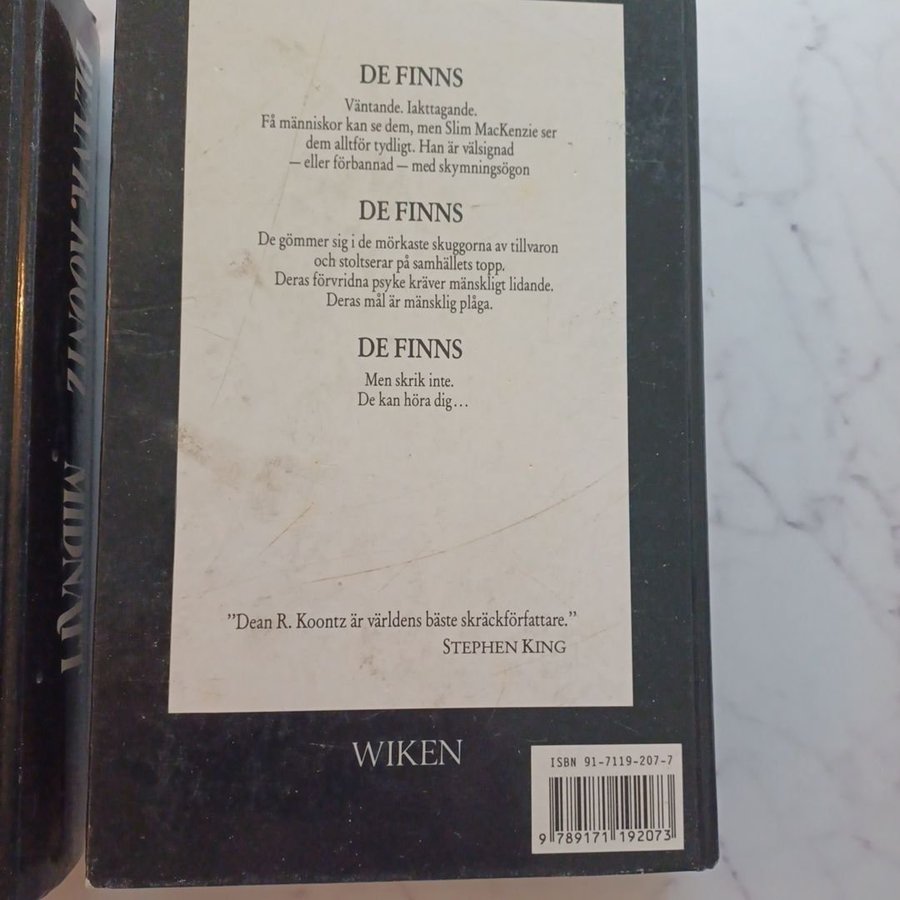 DEAN R. KOONTZ MIDNATT
DE FINNS
Väntande. Iakttagande.
Få människor kan se dem, men Slim MacKenzie ser
dem alltför tydligt. Han är välsignad
— eller förbannad — med skymningsögon
DE FINNS
De gömmer sig i de mörkaste skuggorna av tillvaron
och stoltserar på samhällets topp.
Deras förvridna psyke kräver mänskligt lidande.
Deras mål är mänsklig plåga.
DE FINNS
Men skrik inte.
De kan höra dig...
”Dean R. Koontz är världens bäste skräckförfattare.”
STEPHEN KING
WIKEN
ISBN 91-7119-207-7
9 789171 192073